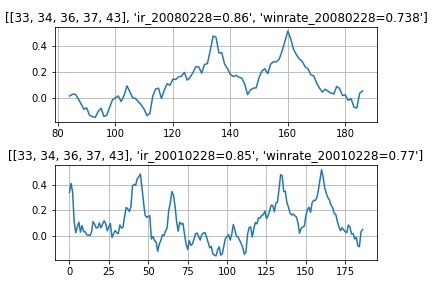 [[33, 34, 36, 37, 43], 'ir_20080228=0.86', 'winrate_20080228=0.738']
0.4
0.2
0.0
80 100 120 140 160 180
[[33, 34, 36, 37, 43], 'ir_20010228=0.85', 'winrate_20010228=0.77']
0.4
0.2
0.0
0 25 50 75 100 125 150 175